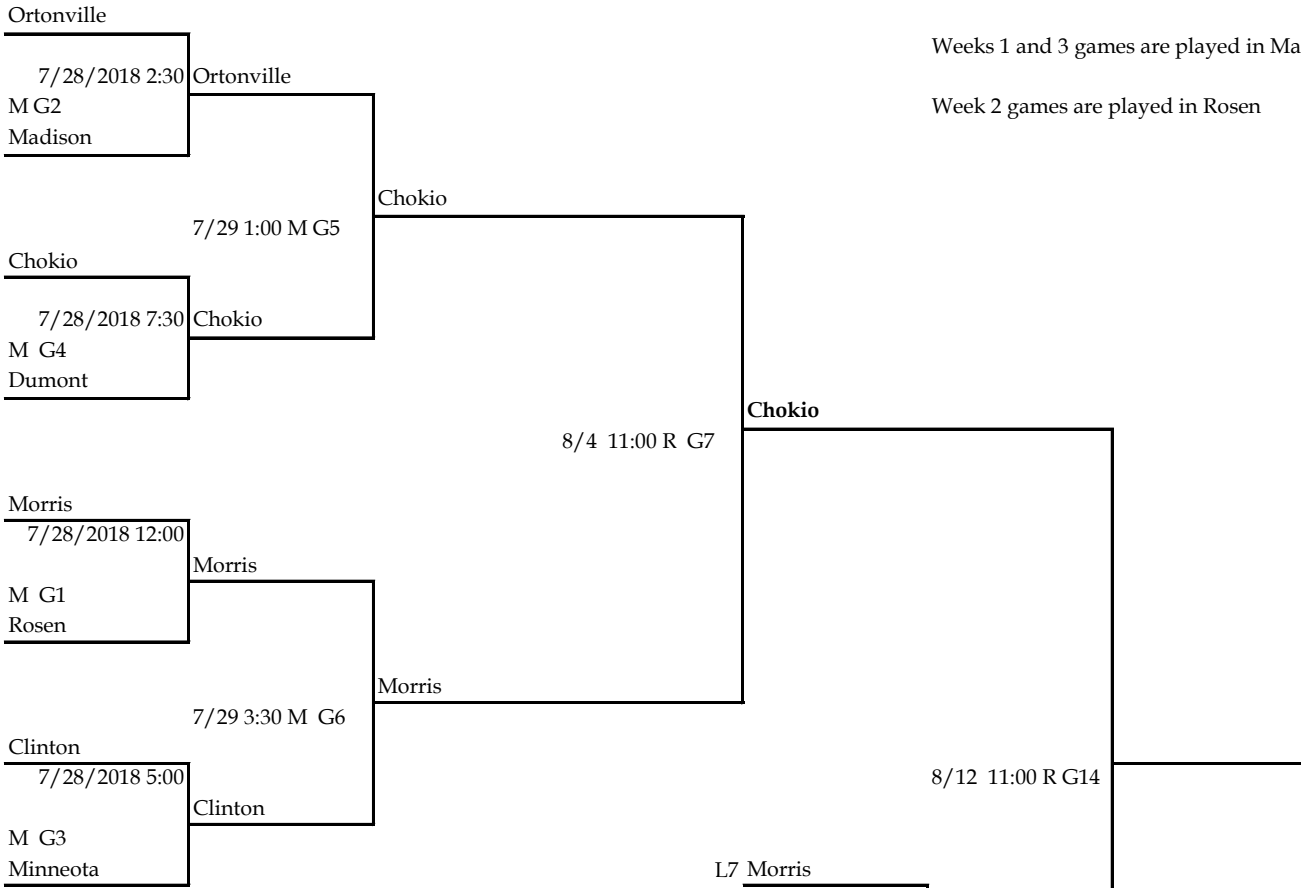 Ortonville
Weeks 1 and 3 games are played in Ma
7/28/2018 2:30 Ortonville
M G2
Week 2 games are played in Rosen
Madison
Chokio
7/29 1:00 M G5
Chokio
7/28/2018 7:30 Chokio
M G4
Dumont
Chokio
8/4 11:00 R G7
Morris
7/28/2018 12:00
Morris
M G1
Rosen
Morris
7/29 3:30 M G6
Clinton
7/28/2018 5:00
8/12 11:00 R G14
Clinton
M G3
Minneota
L7 Morris